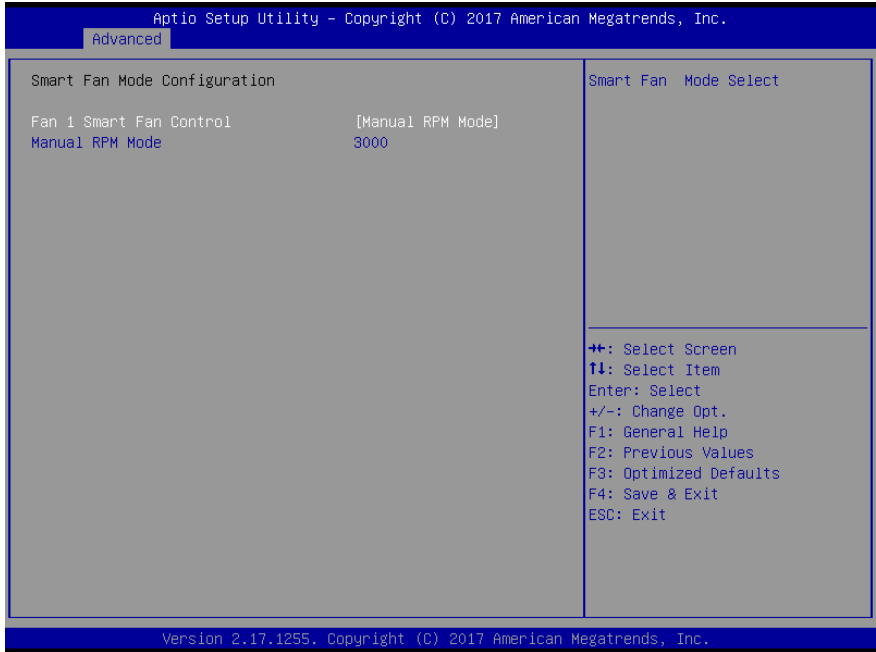 Aptio Setup Utility – Copyright (C) 2017 American Megatrends, Inc.
Advanced
Smart Fan Mode Configuration
Fan 1 Smart Fan Control [Manual RPM Mode]
Manual RPM Mode 3000
Smart Fan  Mode Select
→←: Select Screen
↑↓: Select Item
Enter: Select
+/-: Change Opt.
F1: General Help
F2: Previous Values
F3: Optimized Defaults
F4: Save & Exit
ESC: Exit
Version 2.17.1255. Copyright (C) 2017 American Megatrends, Inc.